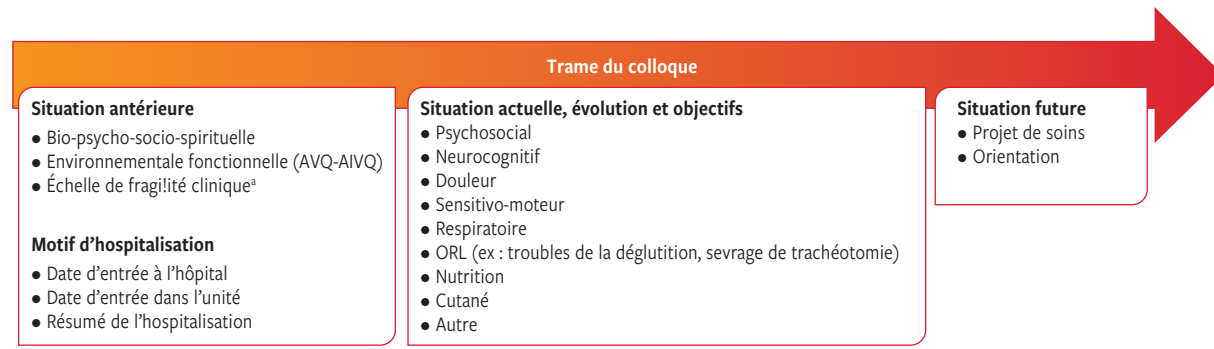 Trame du colloque
Situation antérieure
● Bio-psycho-socio-spirituelle
● Environnementale fonctionnelle (AVQ-AIVQ)
● Échelle de fragi!ité cliniqueᵃ
Motif d’hospitalisation
● Date d’entrée à l’hôpital
● Date d’entrée dans l’unité
● Résumé de l’hospitalisation
Situation actuelle, évolution et objectifs
● Psychosocial
● Neurocognitif
● Douleur
● Sensitivo-moteur
● Respiratoire
● ORL (ex : troubles de la déglutition, sevrage de trachéotomie)
● Nutrition
● Cutané
● Autre
Situation future
● Projet de soins
● Orientation